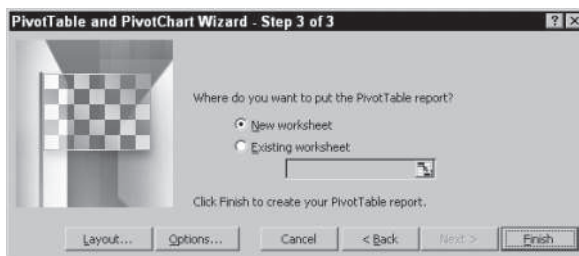 PivotTable and PivotChart Wizard - Step 3 of 3
Where do you want to put the PivotTable report?
New worksheet
Existing worksheet
Click Finish to create your PivotTable report.
Layout... Options... Cancel < Back Next > Finish